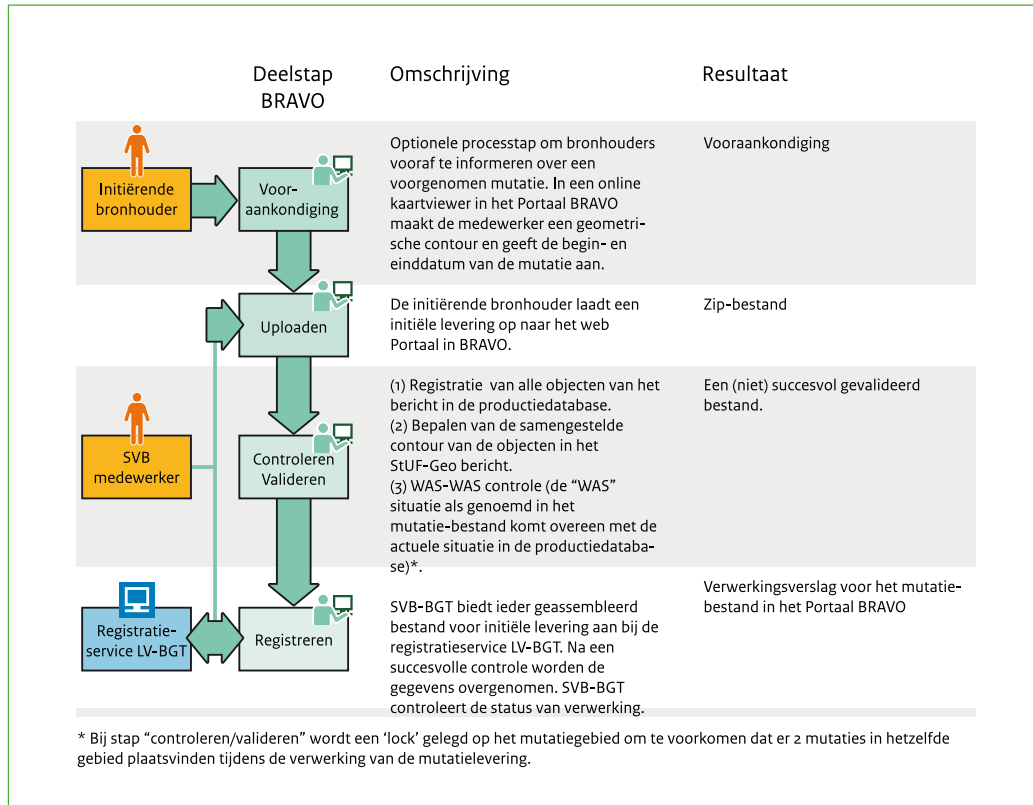 Deelstap
BRAVO
Omschrijving
Resultaat
Initiërende
bronhouder
Voor-
aankondiging
Optionele processtap om bronhouders
vooraf te informeren over een
voorgenomen mutatie. In een online
kaartviewer in het Portaal BRAVO
maakt de medewerker een geometri-
sche contour en geeft de begin- en
einddatum van de mutatie aan.
Vooraankondiging
Uploaden
De initiërende bronhouder laadt een
initiële levering op naar het web
Portaal in BRAVO.
Zip-bestand
SVB
medewerker
Controleren
Valideren
(1) Registratie van alle objecten van het
bericht in de productiedatabase.
(2) Bepalen van de samengestelde
contour van de objecten in het
StUF-Geo bericht.
(3) WAS-WAS controle (de “WAS”
situatie als genoemd in het
mutatie-bestand komt overeen met de
actuele situatie in de productiedataba-
se)*.
Een (niet) succesvol gevalideerd
bestand.
Registratie-
service LV-BGT
Registreren
SVB-BGT biedt ieder geassembleerd
bestand voor initiële levering aan bij de
registratieservice LV-BGT. Na een
succesvolle controle worden de
gegevens overgenomen. SVB-BGT
controleert de status van verwerking.
Verwerkingsverslag voor het mutatie-
bestand in het Portaal BRAVO
* Bij stap “controleren/valideren” wordt een ‘lock’ gelegd op het mutatiegebied om te voorkomen dat er 2 mutaties in hetzelfde
gebied plaatsvinden tijdens de verwerking van de mutatielevering.